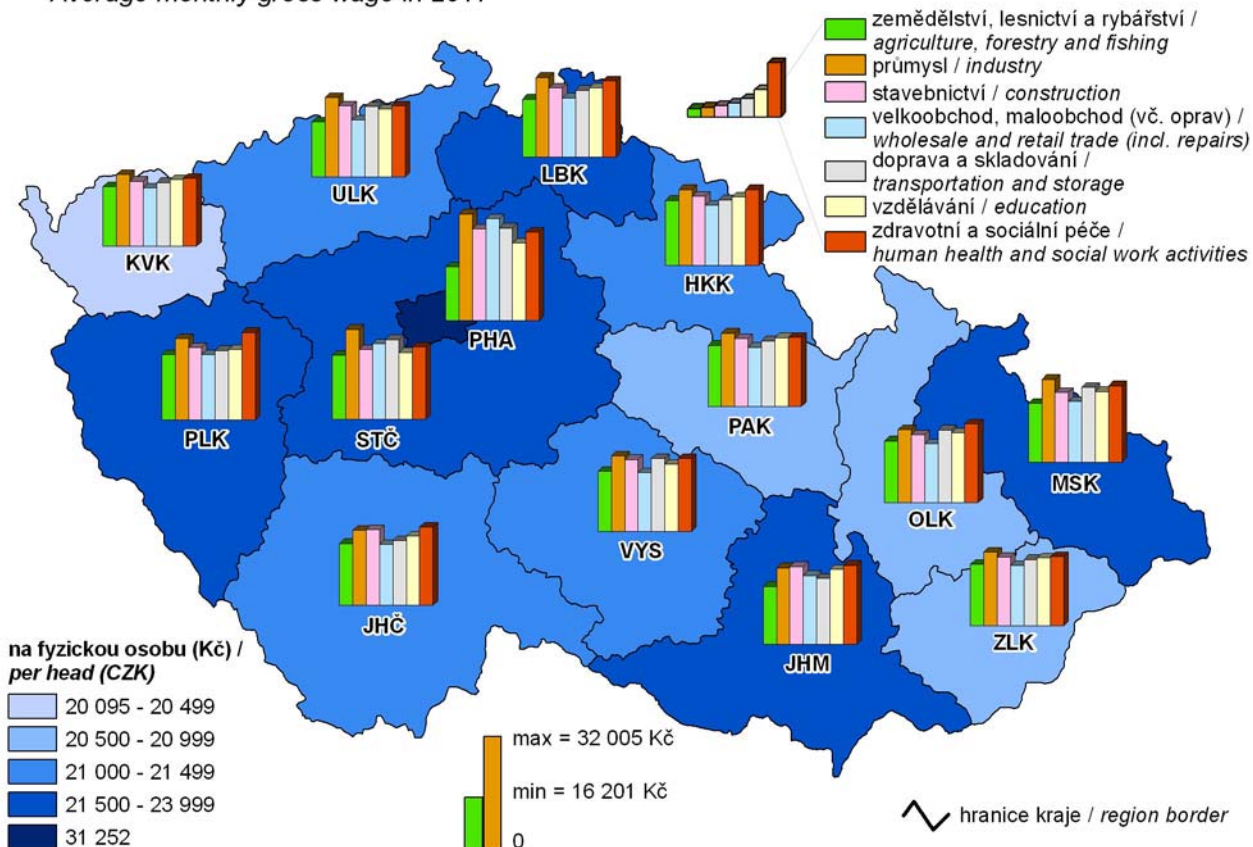 Average monthly gross wage in 2011
zemědělství, lesnictví a rybářství /
agriculture, forestry and fishing
průmysl / industry
stavebnictví / construction
velkoobchod, maloobchod (vč. oprav) /
wholesale and retail trade (incl. repairs)
doprava a skladování /
transportation and storage
vzdělávání / education
zdravotní a sociální péče /
human health and social work activities
LBK
ULK
KVK
HKK
PHA
PLK
STČ
PAK
MSK
OLK
VYS
JHČ
ZLK
JHM
na fyzickou osobu (Kč) /
per head (CZK)
20 095 - 20 499
20 500 - 20 999
21 000 - 21 499
21 500 - 23 999
31 252
max = 32 005 Kč
min = 16 201 Kč
0
hranice kraje / region border